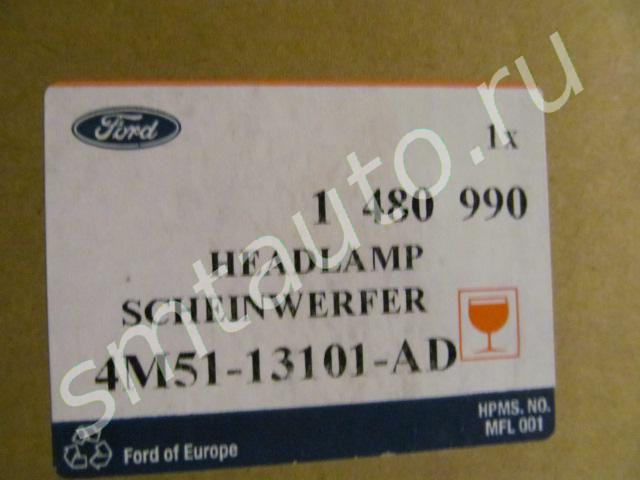 Ford
1x
1 480 990
HEADLAMP
SCHEINWERFER
4M51-13101-AD
HPMS. NO.
MFL 001
Ford of Europe
smtauto.ru